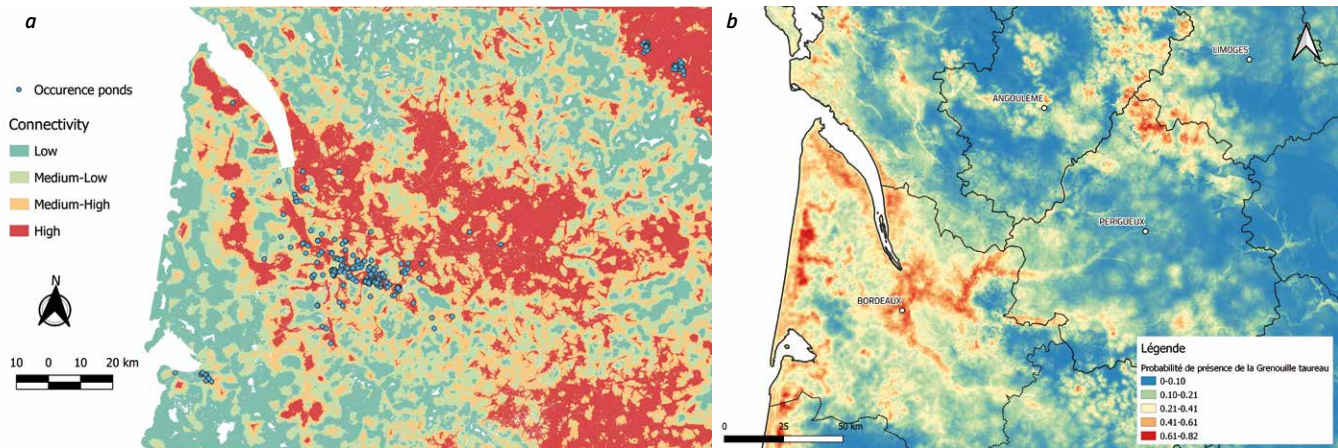 a
Occurence ponds
Connectivity
Low
Medium-Low
Medium-High
High
N
10 0 10 20 km
b
LIMOGES
ANGOULEME
PERIGUEUX
BORDEAUX
Légende
Probabilité de présence de la Grenouille taureau
0-0.10
0.10-0.21
0.21-0.41
0.41-0.61
0.61-0.82
0 25 50 km